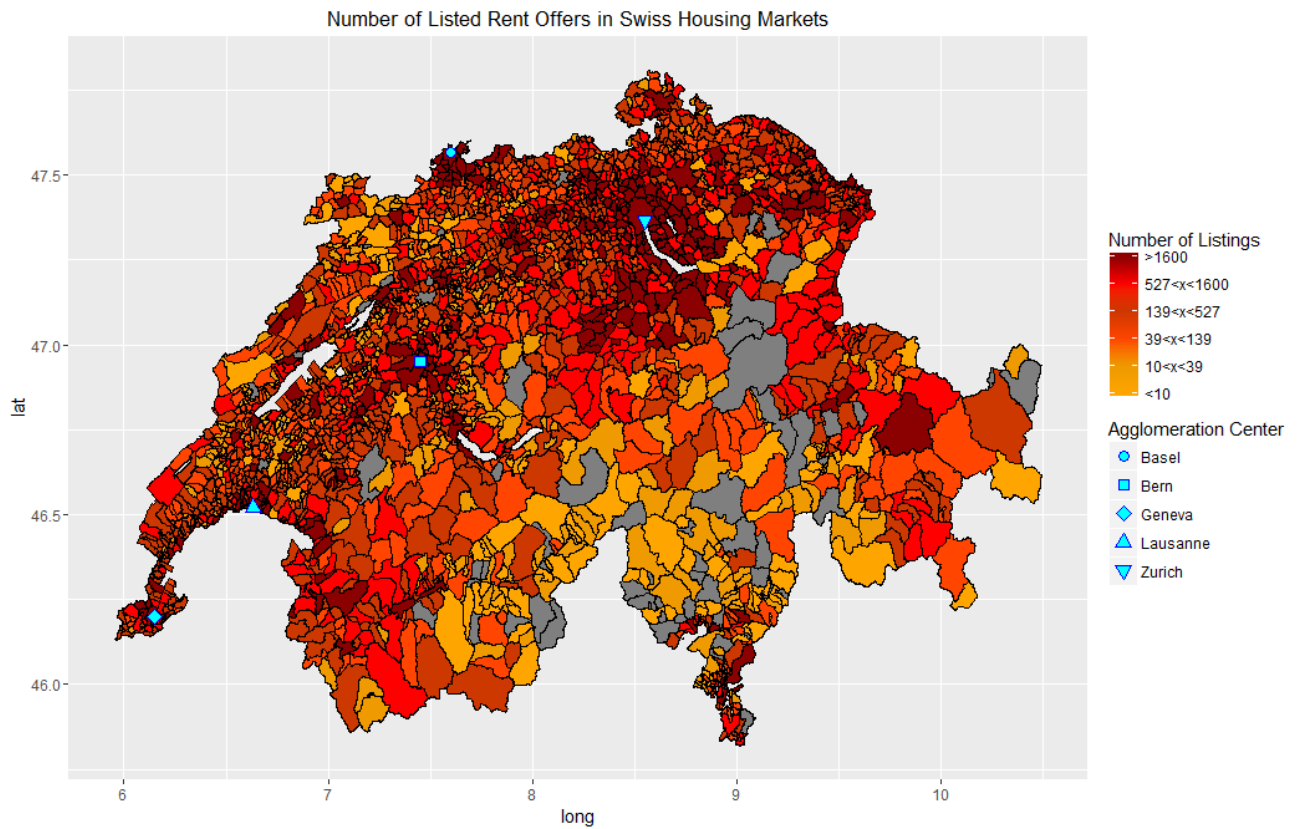 Number of Listed Rent Offers in Swiss Housing Markets
47.5
47.0
46.5
46.0
lat
6
7
8
9
10
long
Number of Listings
>1600
527<x<1600
139<x<527
39<x<139
10<x<39
<10
Agglomeration Center
Basel
Bern
Geneva
Lausanne
Zurich